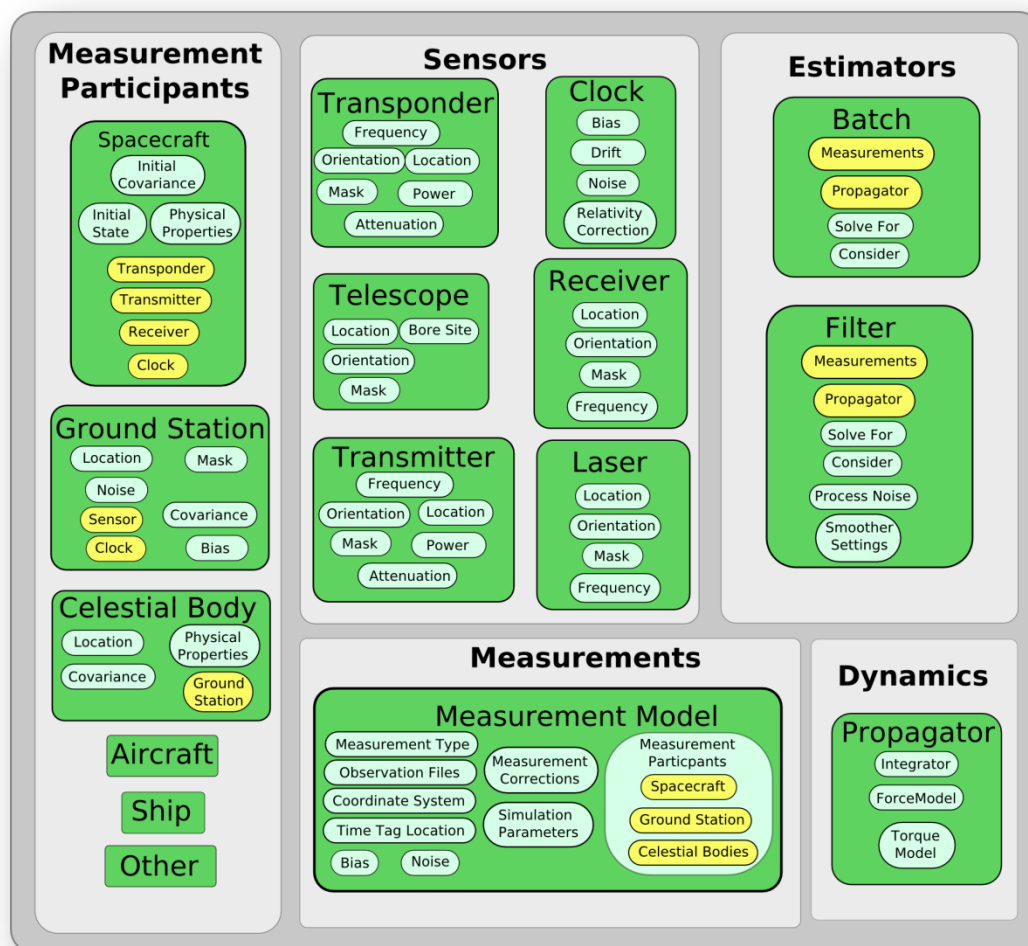 Measurement
Participants
Spacecraft
Initial
Covariance
Initial
State
Physical
Properties
Transponder
Transmitter
Receiver
Clock
Ground Station
Location
Mask
Noise
Sensor
Covariance
Clock
Bias
Celestial Body
Location
Physical
Properties
Covariance
Ground
Station
Aircraft
Ship
Other
Sensors
Transponder
Frequency
Orientation
Location
Mask
Power
Attenuation
Clock
Bias
Drift
Noise
Relativity
Correction
Telescope
Location
Bore Site
Orientation
Mask
Receiver
Location
Orientation
Mask
Frequency
Transmitter
Frequency
Orientation
Location
Mask
Power
Attenuation
Laser
Location
Orientation
Mask
Frequency
Estimators
Batch
Measurements
Propagator
Solve For
Consider
Filter
Measurements
Propagator
Solve For
Consider
Process Noise
Smoother
Settings
Measurements
Measurement Model
Measurement Type
Observation Files
Coordinate System
Time Tag Location
Bias
Noise
Measurement
Corrections
Simulation
Parameters
Measurement
Particpants
Spacecraft
Ground Station
Celestial Bodies
Dynamics
Propagator
Integrator
ForceModel
Torque
Model